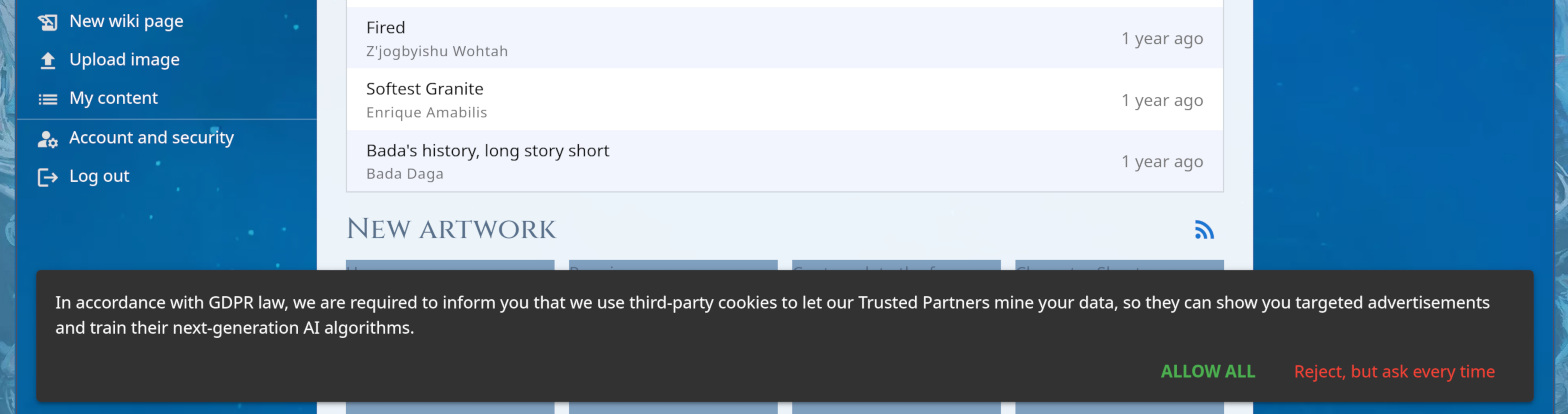 New wiki page
Upload image
My content
Account and security
Log out
Fired
Z'jogbyishu Wohtah
1 year ago
Softest Granite
Enrique Amabilis
1 year ago
Bada's history, long story short
Bada Daga
1 year ago
New artwork
In accordance with GDPR law, we are required to inform you that we use third-party cookies to let our Trusted Partners mine your data, so they can show you targeted advertisements
and train their next-generation AI algorithms.
ALLOW ALL
Reject, but ask every time